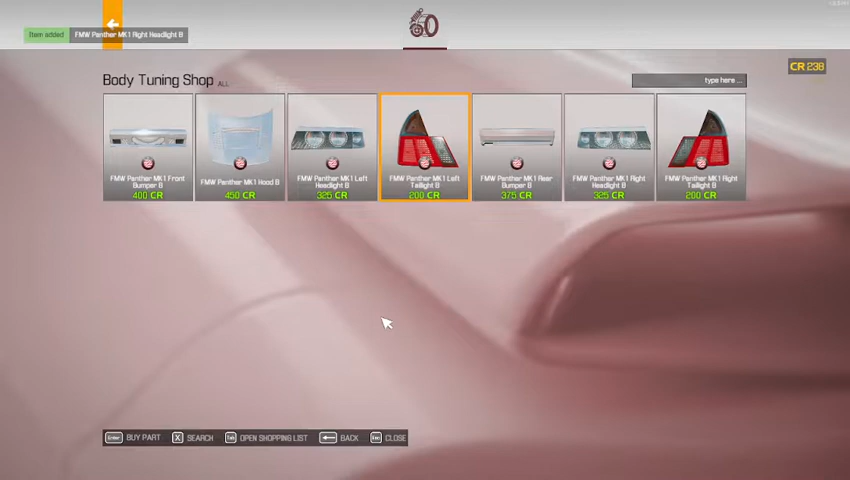 Item added FMW Panther MK1 Right Headlight B
CR 238
Body Tuning Shop ALL
type here ...
FMW Panther MK1 Front Bumper B
400 CR
FMW Panther MK1 Hood B
450 CR
FMW Panther MK1 Left Headlight B
325 CR
FMW Panther MK1 Left Taillight B
200 CR
FMW Panther MK1 Rear Bumper B
375 CR
FMW Panther MK1 Right Headlight B
325 CR
FMW Panther MK1 Right Taillight B
200 CR
Enter BUY PART X SEARCH Tab OPEN SHOPPING LIST BACK Esc CLOSE